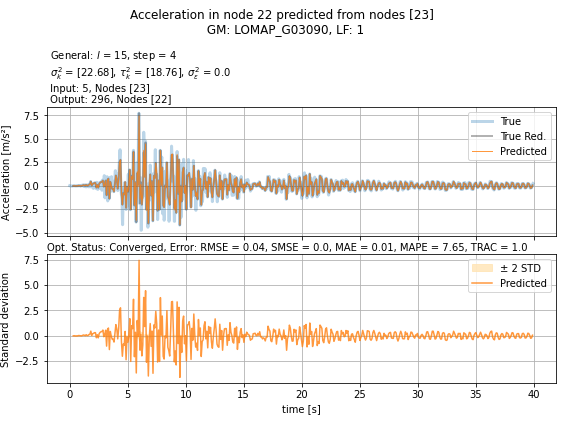 Acceleration in node 22 predicted from nodes [23]
GM: LOMAP_G03090, LF: 1
General: l = 15, step = 4
σ²ₖ = [22.68], τ²ₖ = [18.76], σ²ₑ = 0.0
Input: 5, Nodes [23]
Output: 296, Nodes [22]
Acceleration [m/s²]
7.5
5.0
2.5
0.0
−2.5
−5.0
True
True Red.
Predicted
Opt. Status: Converged, Error: RMSE = 0.04, SMSE = 0.0, MAE = 0.01, MAPE = 7.65, TRAC = 1.0
Standard deviation
7.5
5.0
2.5
0.0
−2.5
± 2 STD
Predicted
0 5 10 15 20 25 30 35 40
time [s]